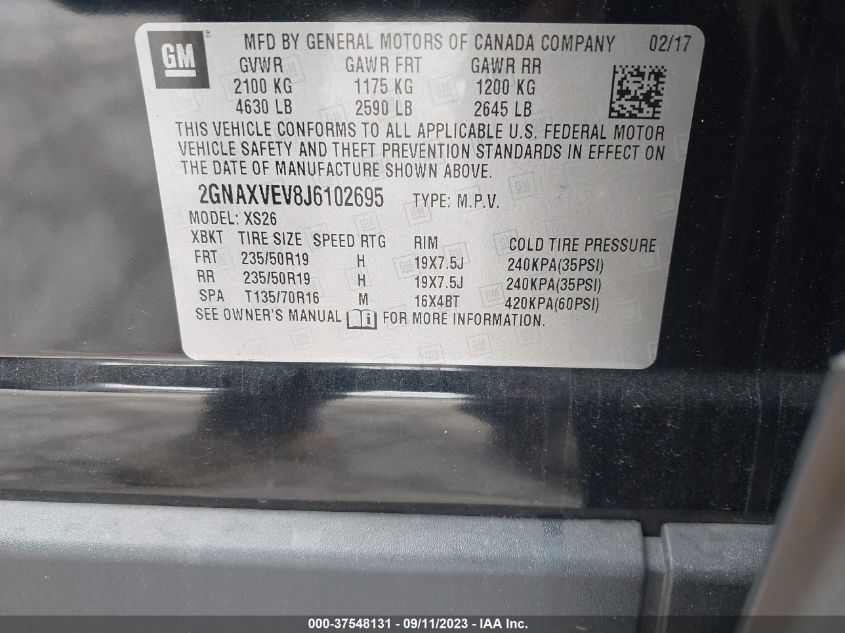 GM ® MFD BY GENERAL MOTORS OF CANADA COMPANY 02/17
GVWR GAWR FRT GAWR RR
2100 KG 1175 KG 1200 KG
4630 LB 2590 LB 2645 LB
THIS VEHICLE CONFORMS TO ALL APPLICABLE U.S. FEDERAL MOTOR
VEHICLE SAFETY AND THEFT PREVENTION STANDARDS IN EFFECT ON
THE DATE OF MANUFACTURE SHOWN ABOVE.
2GNAXVEV8J6102695 TYPE: M.P.V.
MODEL: XS26
XBKT TIRE SIZE SPEED RTG RIM COLD TIRE PRESSURE
FRT 235/50R19 H 19X7.5J 240KPA(35PSI)
RR 235/50R19 H 19X7.5J 240KPA(35PSI)
SPA T135/70R16 M 16X4BT 420KPA(60PSI)
SEE OWNER'S MANUAL FOR MORE INFORMATION.
000-37548131 - 09/11/2023 - IAA Inc.